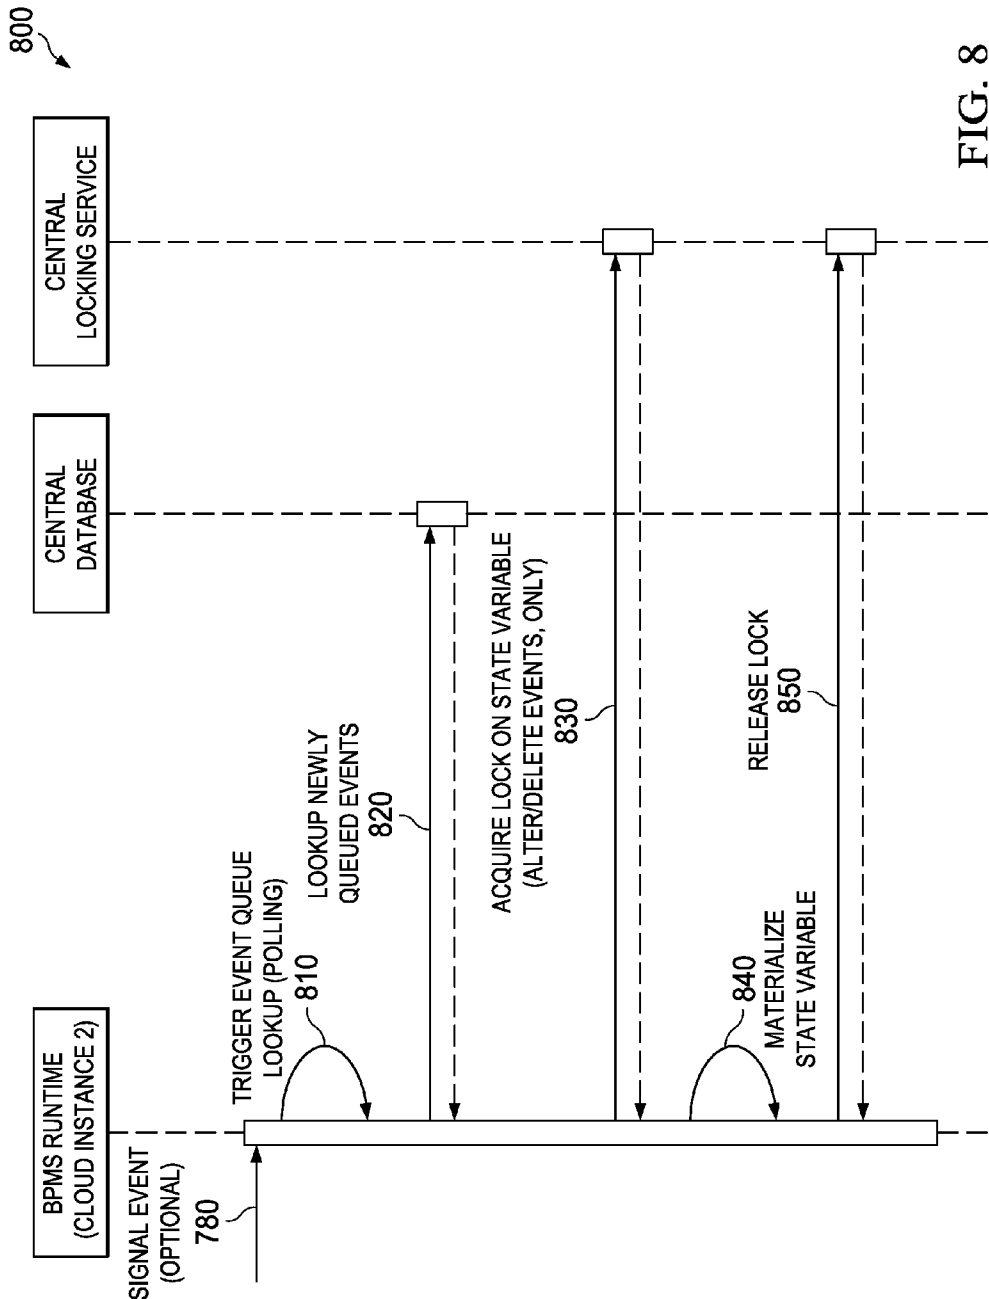 800
BPMS RUNTIME
(CLOUD INSTANCE 2)
CENTRAL
DATABASE
CENTRAL
LOCKING SERVICE
SIGNAL EVENT
(OPTIONAL)
780
TRIGGER EVENT QUEUE
LOOKUP (POLLING)
810
LOOKUP NEWLY
QUEUED EVENTS
820
ACQUIRE LOCK ON STATE VARIABLE
(ALTER/DELETE EVENTS, ONLY)
830
840
MATERIALIZE
STATE VARIABLE
RELEASE LOCK
850
FIG. 8